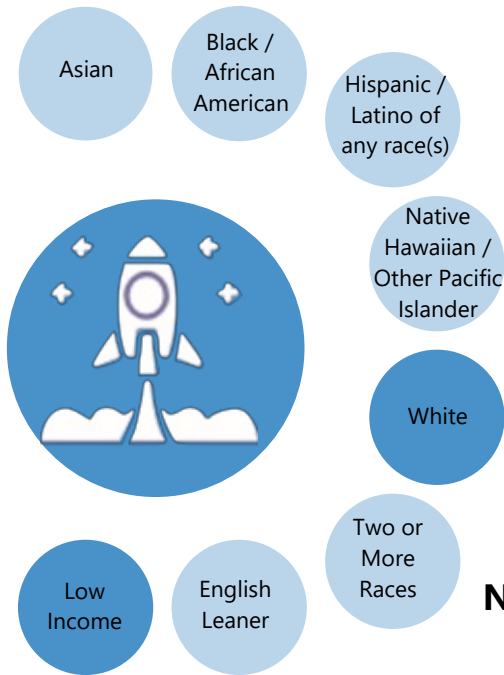 Asian
Black /
African
American
Hispanic /
Latino of
any race(s)
Native
Hawaiian /
Other Pacific
Islander
White
Two or
More
Races
N
English
Leaner
Low
Income